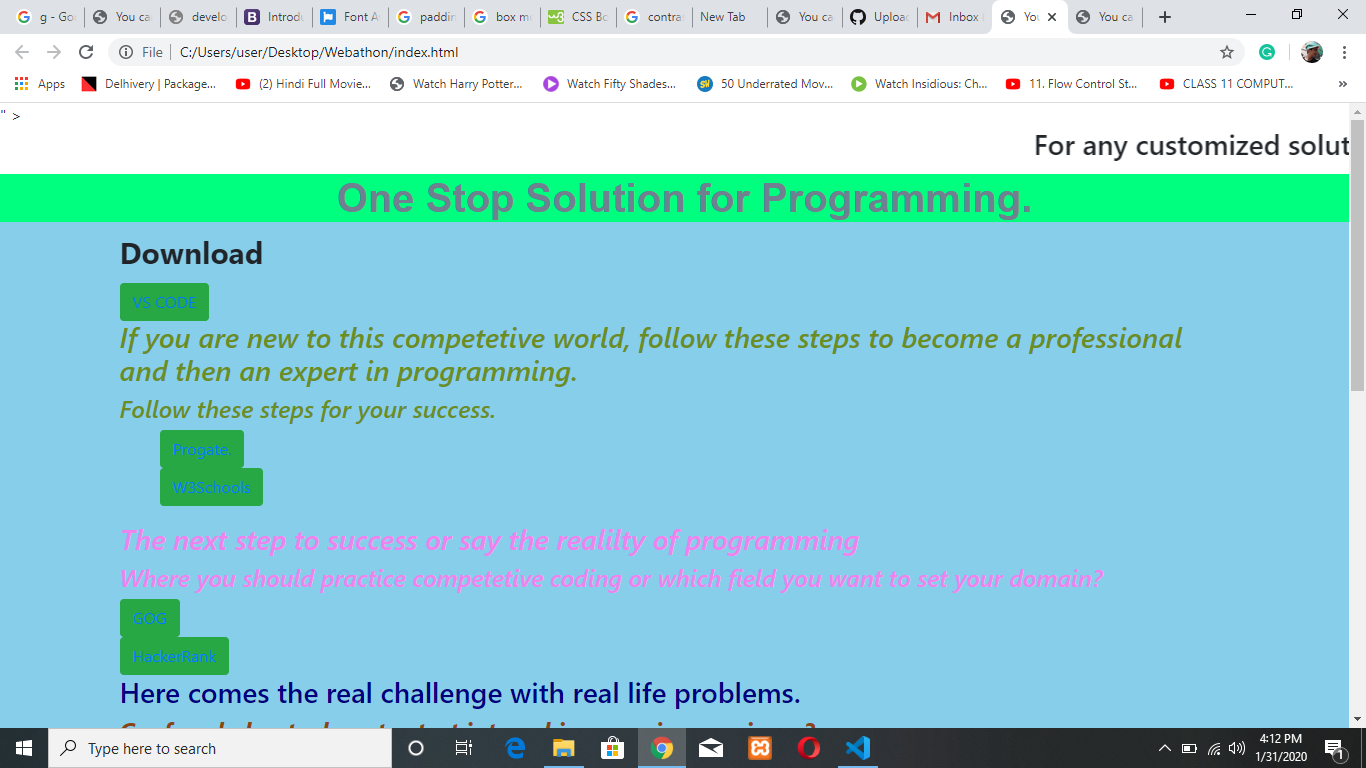 g - Goo
You ca
develo
Introdu
Font A
paddin
box m
CSS Bo
contra
New Tab
You ca
Upload
Inbox
You
You ca
File
C:/Users/user/Desktop/Webathon/index.html
Apps
Delhivery | Package...
(2) Hindi Full Movie...
Watch Harry Potter...
Watch Fifty Shades...
50 Underrated Mov...
Watch Insidious: Ch...
11. Flow Control St...
CLASS 11 COMPUT...
" >
For any customized solut
One Stop Solution for Programming.
Download
VS CODE
If you are new to this competetive world, follow these steps to become a professional
and then an expert in programming.
Follow these steps for your success.
Progate.
W3Schools
The next step to success or say the realilty of programming
Where you should practice competetive coding or which field you want to set your domain?
GOG
HackerRank
Here comes the real challenge with real life problems.
Type here to search
4:12 PM
1/31/2020
1